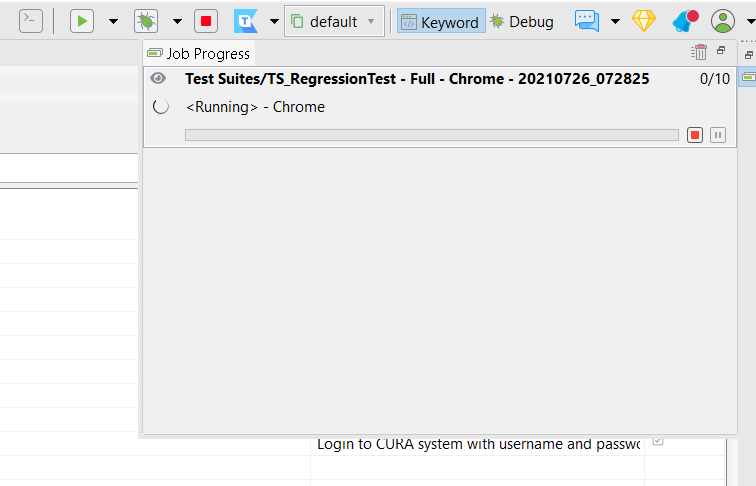 default
Keyword
Debug
Job Progress
Test Suites/TS_RegressionTest - Full - Chrome - 20210726_072825
0/10
<Running> - Chrome
Login to CURA system with username and passwo